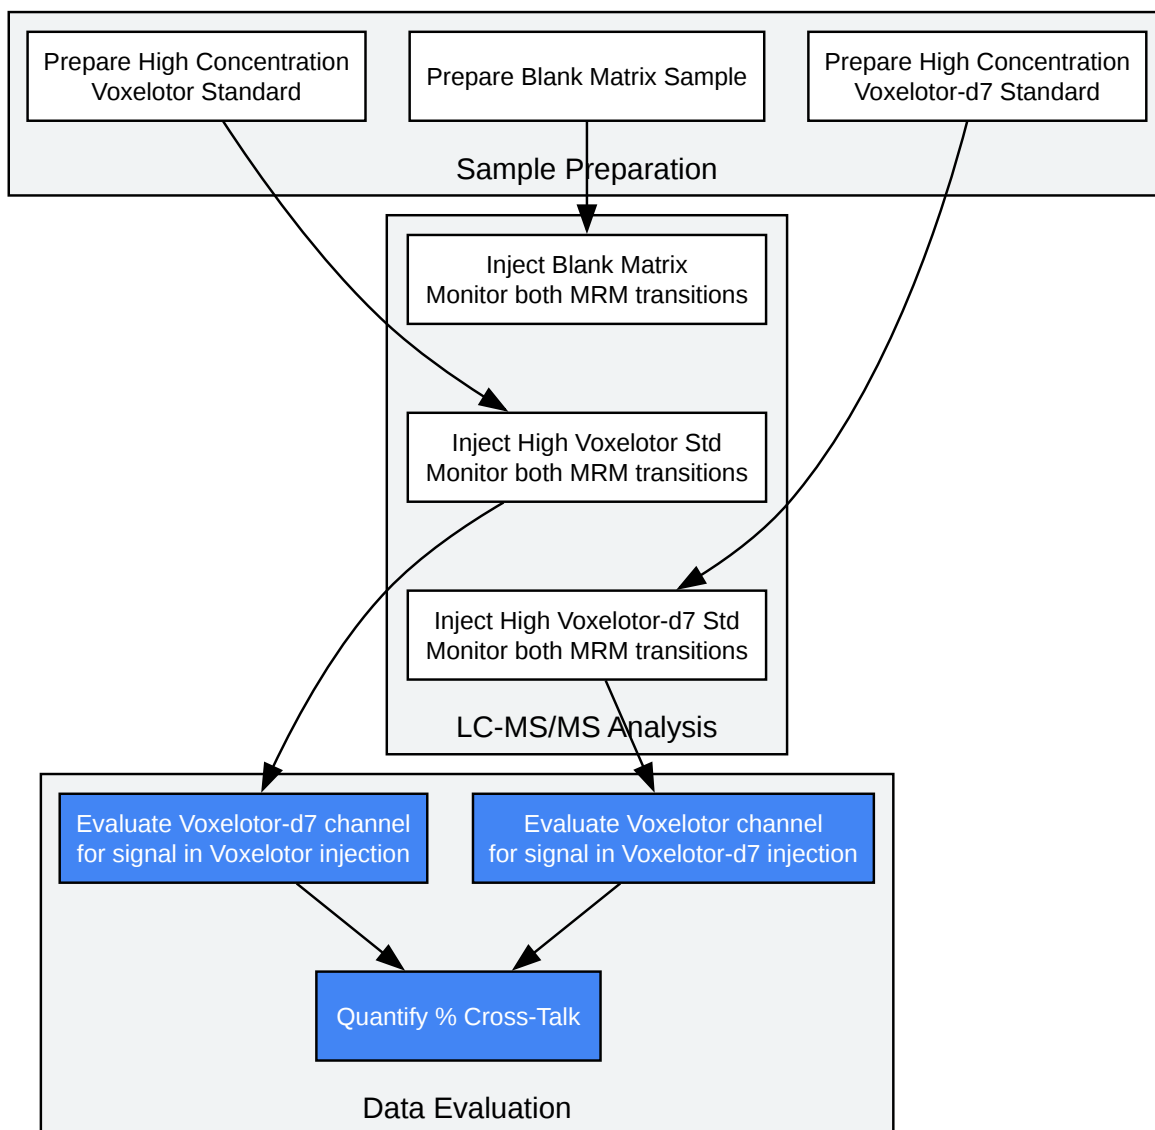 Prepare High Concentration
Voxelotor Standard
Prepare Blank Matrix Sample
Prepare High Concentration
Voxelotor-d7 Standard
Sample Preparation
Inject Blank Matrix
Monitor both MRM transitions
Inject High Voxelotor Std
Monitor both MRM transitions
Inject High Voxelotor-d7 Std
Monitor both MRM transitions
LC-MS/MS Analysis
Evaluate Voxelotor-d7 channel
for signal in Voxelotor injection
Evaluate Voxelotor channel
for signal in Voxelotor-d7 injection
Quantify % Cross-Talk
Data Evaluation